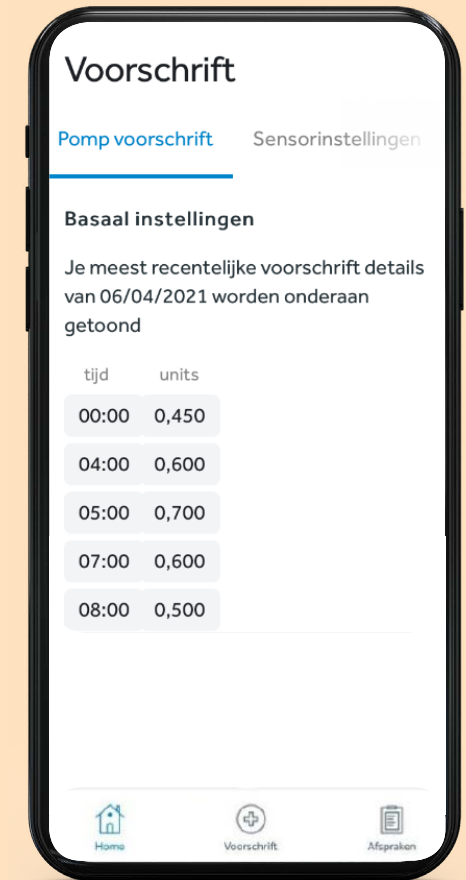 Voorschrift
Pomp voorschrift Sensorinstellingen
Basaal instellingen
Je meest recentelijke voorschrift details
van 06/04/2021 worden onderaan
getoond
tijd units
00:00 0,450
04:00 0,600
05:00 0,700
07:00 0,600
08:00 0,500
Home Voorschrift Afspraken